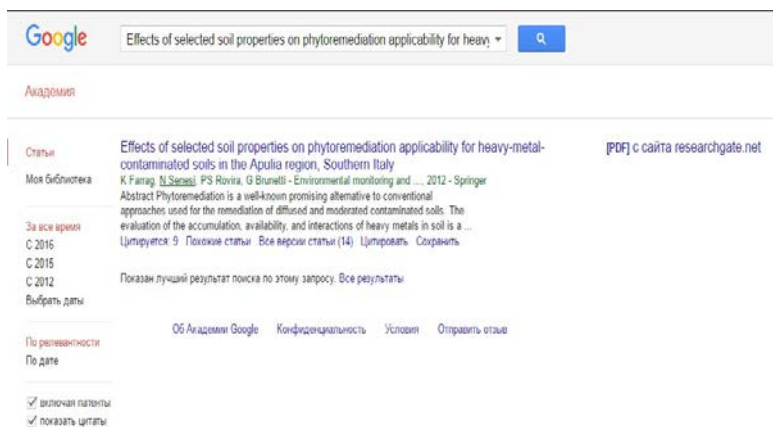 Google
Effects of selected soil properties on phytoremediation applicability for heavy
Академия
Статьи
Моя библиотека
За все время
С 2016
С 2015
С 2012
Выбрать даты
По релевантности
По дате
включая патенты
показать цитаты
Effects of selected soil properties on phytoremediation applicability for heavy-metal-
contaminated soils in the Apulia region, Southern Italy
K Farrag, N Senesi, PS Rovira, G Brunetti - Environmental monitoring and ..., 2012 - Springer
Abstract Phytoremediation is a well-known promising alternative to conventional
approaches used for the remediation of diffused and moderated contaminated soils. The
evaluation of the accumulation, availability, and interactions of heavy metals in soil is a ...
Цитируется: 9 Похожие статьи Все версии статьи (14) Цитировать Сохранить
[PDF] с сайта researchgate.net
Показан лучший результат поиска по этому запросу. Все результаты
Об Академии Google Конфиденциальность Условия Отправить отзыв